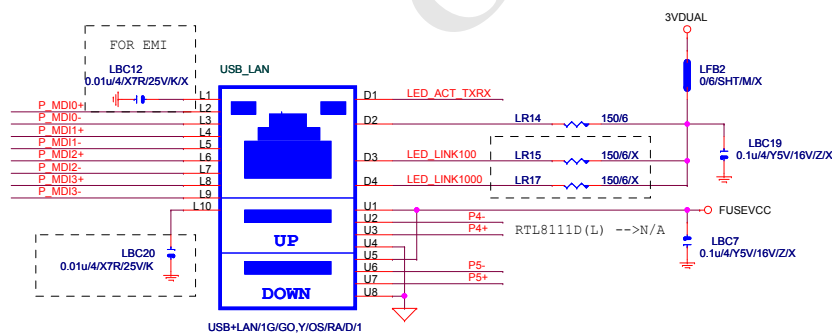 3VDUAL
FOR EMI
LBC12
0.01u/4/X7R/25V/K/X
USB_LAN
LFB2
0/6/SHT/M/X
L1
D1
LED_ACT_TXRX
P_MDI0+
L2
P_MDI0-
L3
D2
LR14
150/6
P_MDI1+
L4
P_MDI1-
L5
LBC19
0.1u/4/Y5V/16V/Z/X
P_MDI2+
L6
D3
LED_LINK100
LR15
150/6/X
P_MDI2-
L7
P_MDI3+
L8
D4
LED_LINK1000
LR17
150/6/X
P_MDI3-
L9
L10
U1
FUSEVCC
U2
P4-
U3
P4+
RTL8111D(L) -->N/A
UP
U4
LBC20
0.01u/4/X7R/25V/K
U5
LBC7
0.1u/4/Y5V/16V/Z/X
U6
P5-
U7
P5+
DOWN
U8
USB+LAN/1G/GO,Y/OS/RA/D/1